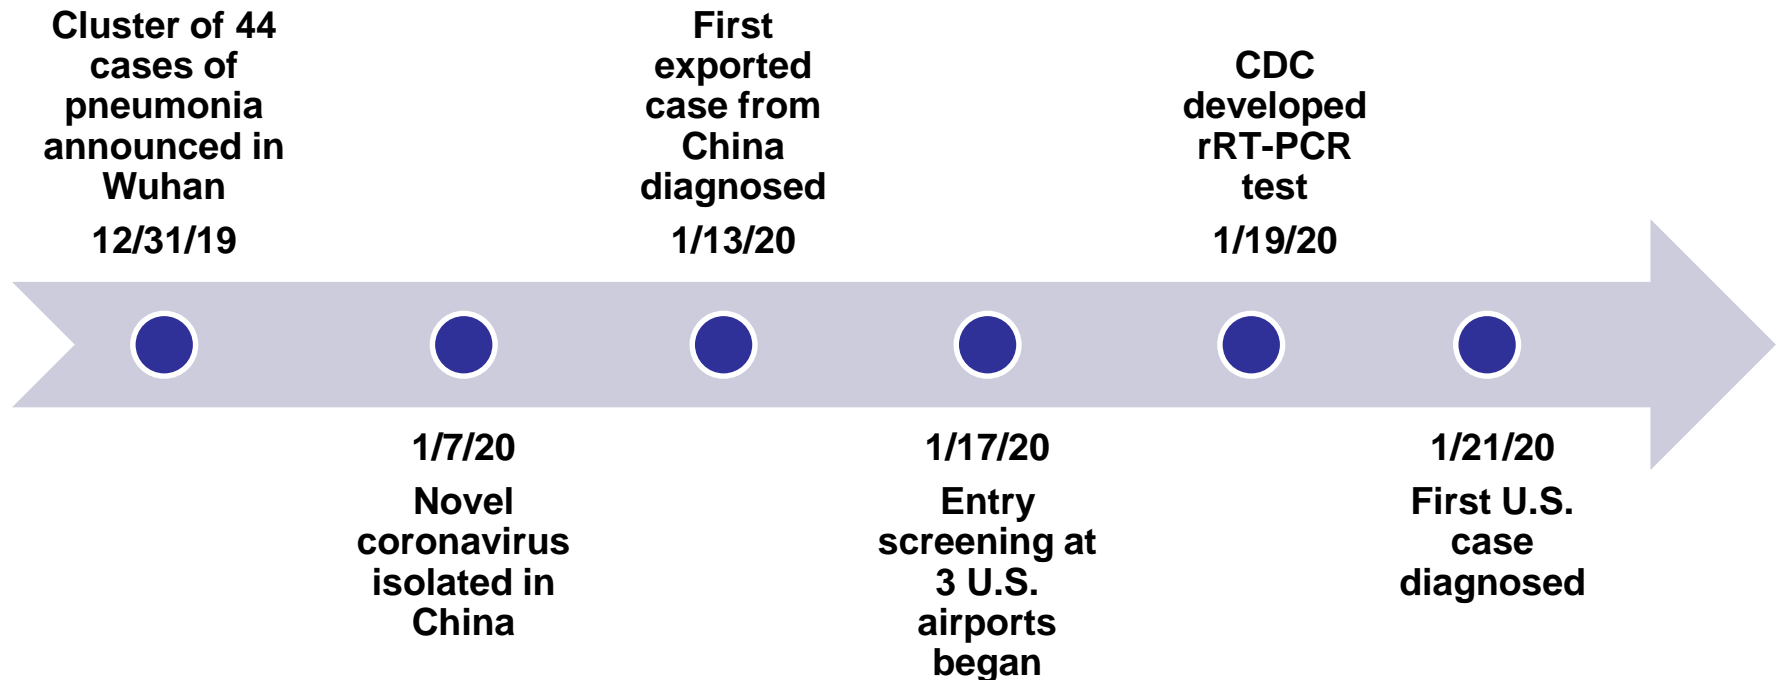 Cluster of 44
cases of
pneumonia
announced in
Wuhan
12/31/19
1/7/20
Novel
coronavirus
isolated in
China
First
exported
case from
China
diagnosed
1/13/20
1/17/20
Entry
screening at
3 U.S.
airports
began
CDC
developed
rRT-PCR
test
1/19/20
1/21/20
First U.S.
case
diagnosed